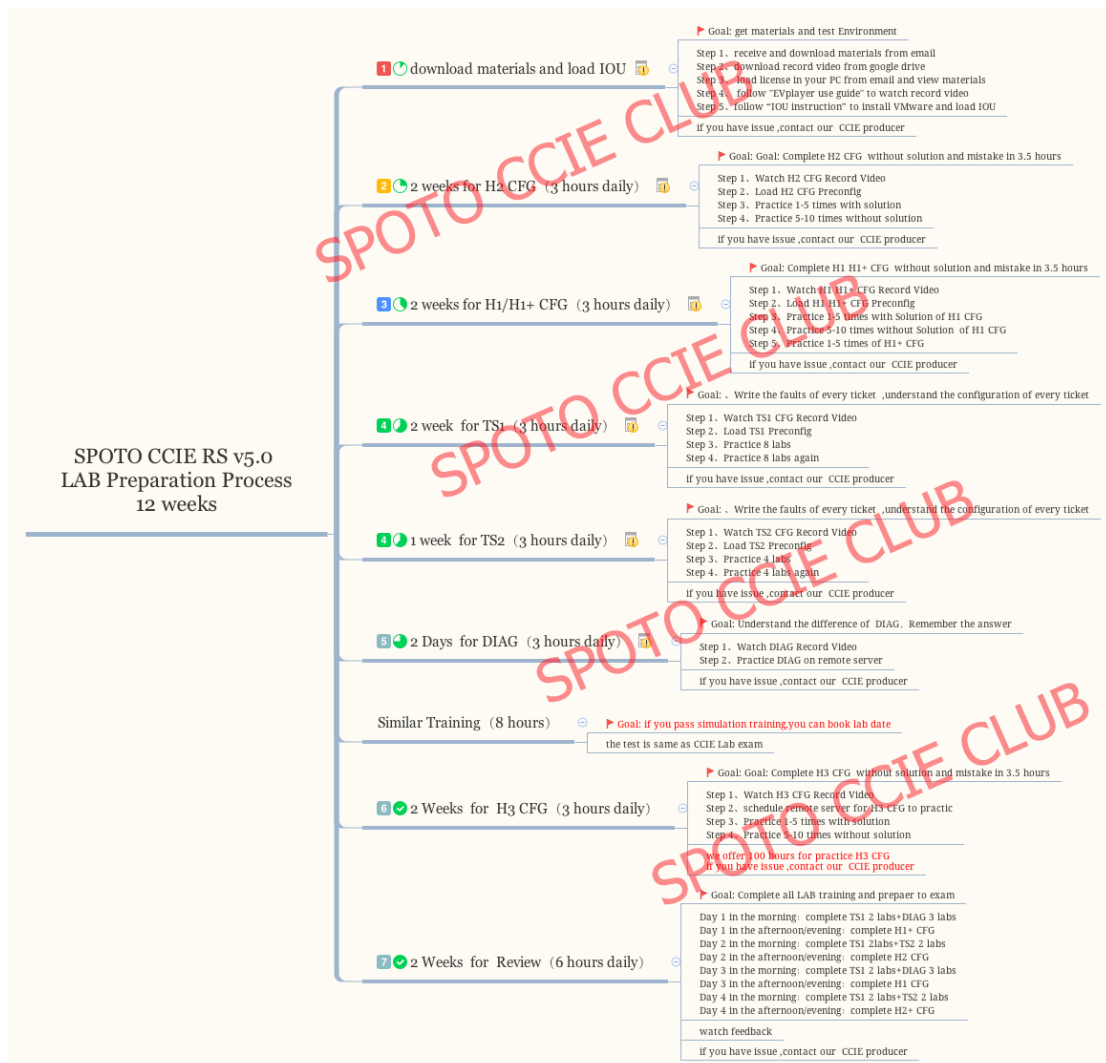 SPOTO CCIE RS v5.0
LAB Preparation Process
12 weeks
1 download materials and load IOU
Goal: get materials and test Environment
Step 1、receive and download materials from email
Step 2、download record video from google drive
Step 3、load license in your PC from email and view materials
Step 4、 follow "EVplayer use guide" to watch record video
Step 5、follow “IOU instruction” to install VMware and load IOU
if you have issue ,contact our CCIE producer
2 2 weeks for H2 CFG（3 hours daily）
Goal: Goal: Complete H2 CFG without solution and mistake in 3.5 hours
Step 1、Watch H2 CFG Record Video
Step 2、Load H2 CFG Preconfig
Step 3、Practice 1-5 times with solution
Step 4、Practice 5-10 times without solution
if you have issue ,contact our CCIE producer
3 2 weeks for H1/H1+ CFG（3 hours daily）
Goal: Complete H1 H1+ CFG without solution and mistake in 3.5 hours
Step 1、Watch H1 H1+ CFG Record Video
Step 2、Load H1 H1+ CFG Preconfig
Step 3、Practice 1-5 times with Solution of H1 CFG
Step 4、Practice 5-10 times without Solution of H1 CFG
Step 5、Practice 1-5 times of H1+ CFG
if you have issue ,contact our CCIE producer
4 2 week for TS1（3 hours daily）
Goal: 、Write the faults of every ticket ,understand the configuration of every ticket
Step 1、Watch TS1 CFG Record Video
Step 2、Load TS1 Preconfig
Step 3、Practice 8 labs
Step 4、Practice 8 labs again
if you have issue ,contact our CCIE producer
4 1 week for TS2（3 hours daily）
Goal: 、Write the faults of every ticket ,understand the configuration of every ticket
Step 1、Watch TS2 CFG Record Video
Step 2、Load TS2 Preconfig
Step 3、Practice 4 labs
Step 4、Practice 4 labs again
if you have issue ,contact our CCIE producer
5 2 Days for DIAG（3 hours daily）
Goal: Understand the difference of DIAG、Remember the answer
Step 1、Watch DIAG Record Video
Step 2、Practice DIAG on remote server
if you have issue ,contact our CCIE producer
Similar Training（8 hours）
Goal: if you pass simulation training,you can book lab date
the test is same as CCIE Lab exam
6 2 Weeks for H3 CFG（3 hours daily）
Goal: Goal: Complete H3 CFG without solution and mistake in 3.5 hours
Step 1、Watch H3 CFG Record Video
Step 2、schedule remote server for H3 CFG to practic
Step 3、Practice 1-5 times with solution
Step 4、Practice 5-10 times without solution
we offer 100 hours for practice H3 CFG
if you have issue ,contact our CCIE producer
7 2 Weeks for Review（6 hours daily）
Goal: Complete all LAB training and prepaer to exam
Day 1 in the morning：complete TS1 2 labs+DIAG 3 labs
Day 1 in the afternoon/evening：complete H1+ CFG
Day 2 in the morning：complete TS1 2labs+TS2 2 labs
Day 2 in the afternoon/evening：complete H2 CFG
Day 3 in the morning：complete TS1 2 labs+DIAG 3 labs
Day 3 in the afternoon/evening：complete H1 CFG
Day 4 in the morning：complete TS1 2 labs+TS2 2 labs
Day 4 in the afternoon/evening：complete H2+ CFG
watch feedback
if you have issue ,contact our CCIE producer
SPOTO CCIE CLUB
SPOTO CCIE CLUB
SPOTO CCIE CLUB
SPOTO CCIE CLUB